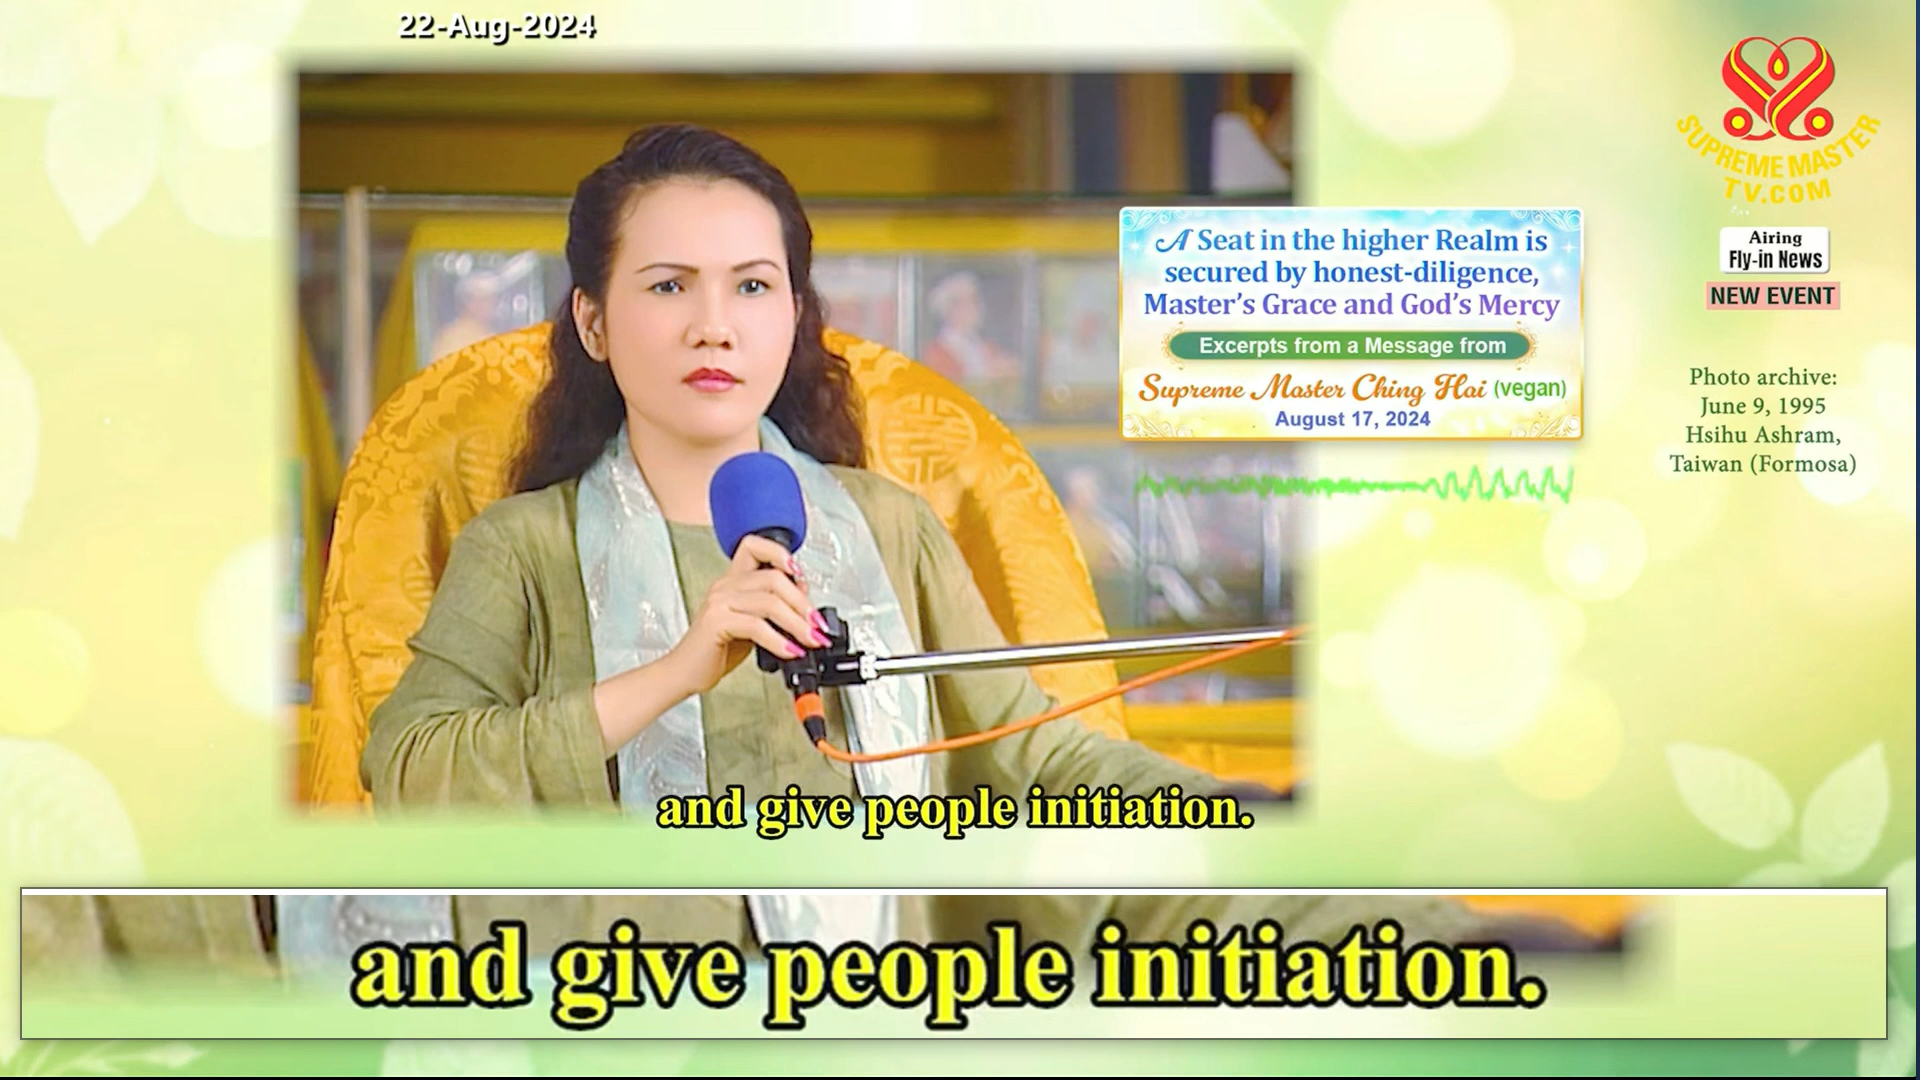 22-Aug-2024
SUPREME MASTER
TV.COM
Airing
Fly-in News
NEW EVENT
A Seat in the higher Realm is
secured by honest-diligence,
Master's Grace and God's Mercy
Excerpts from a Message from
Supreme Master Ching Hai (vegan)
August 17, 2024
Photo archive:
June 9, 1995
Hsihu Ashram,
Taiwan (Formosa)
and give people initiation.
and give people initiation.